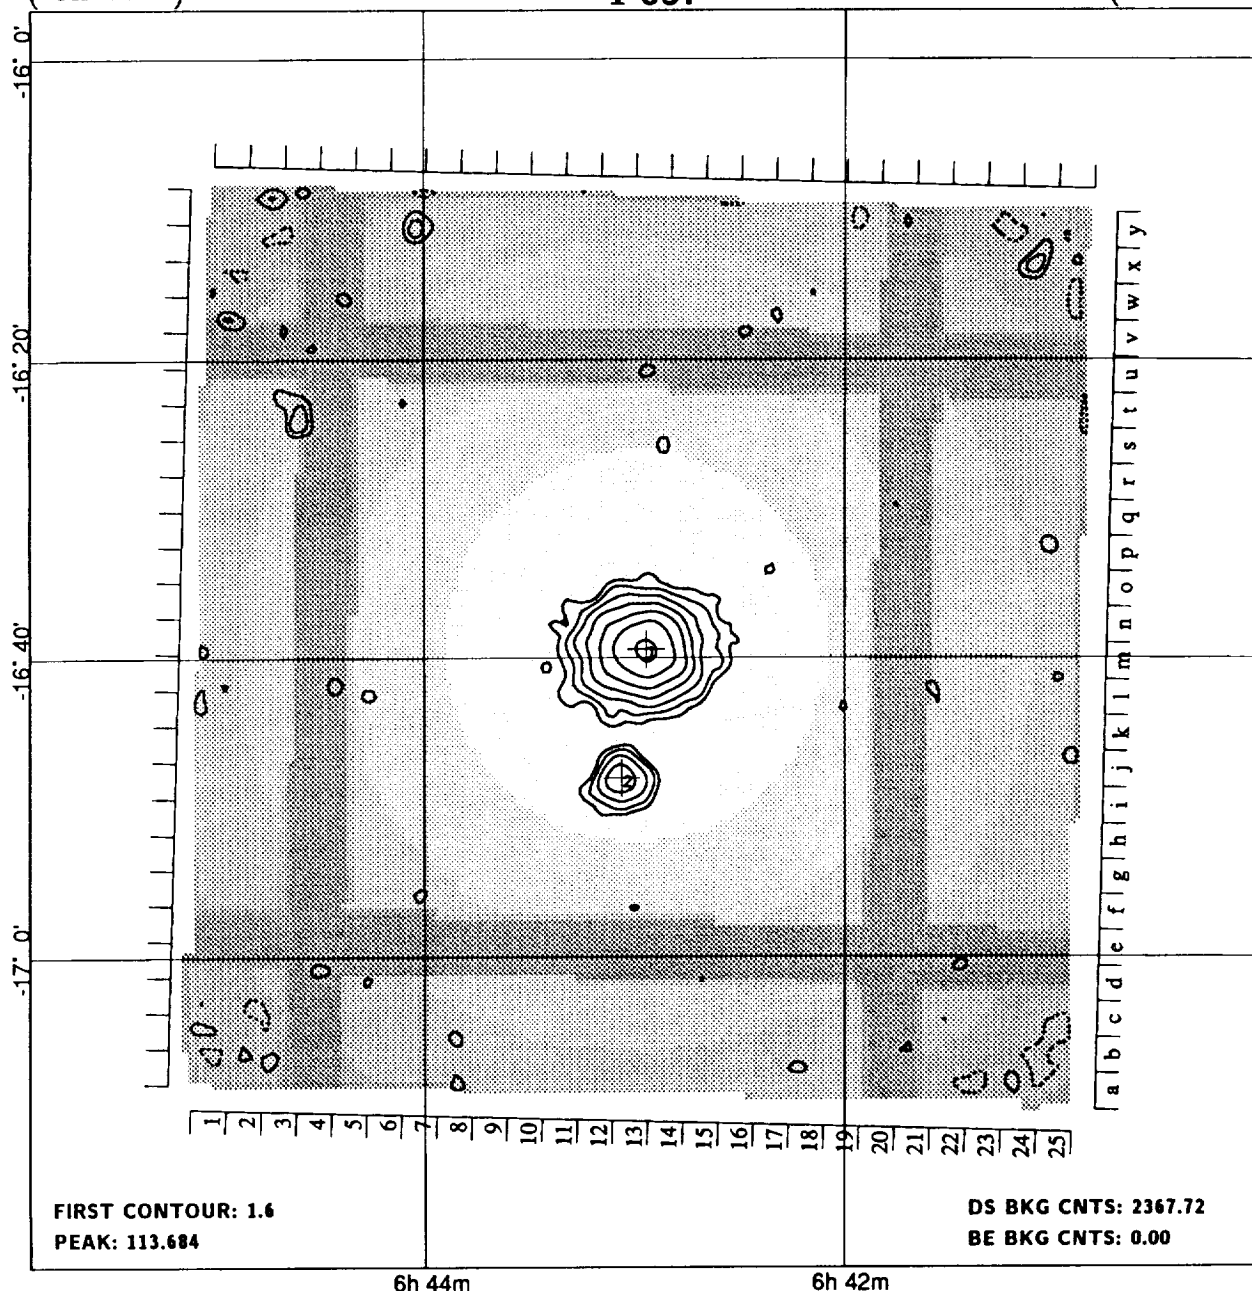 -16° 0'
-16° 20'
-16° 40'
-17° 0'
1
2
y
x
w
v
u
t
s
r
q
p
o
n
m
l
k
j
i
h
g
f
e
d
c
b
a
1 2 3 4 5 6 7 8 9 10 11 12 13 14 15 16 17 18 19 20 21 22 23 24 25
FIRST CONTOUR: 1.6
PEAK: 113.684
DS BKG CNTS: 2367.72
BE BKG CNTS: 0.00
6h 44m
6h 42m